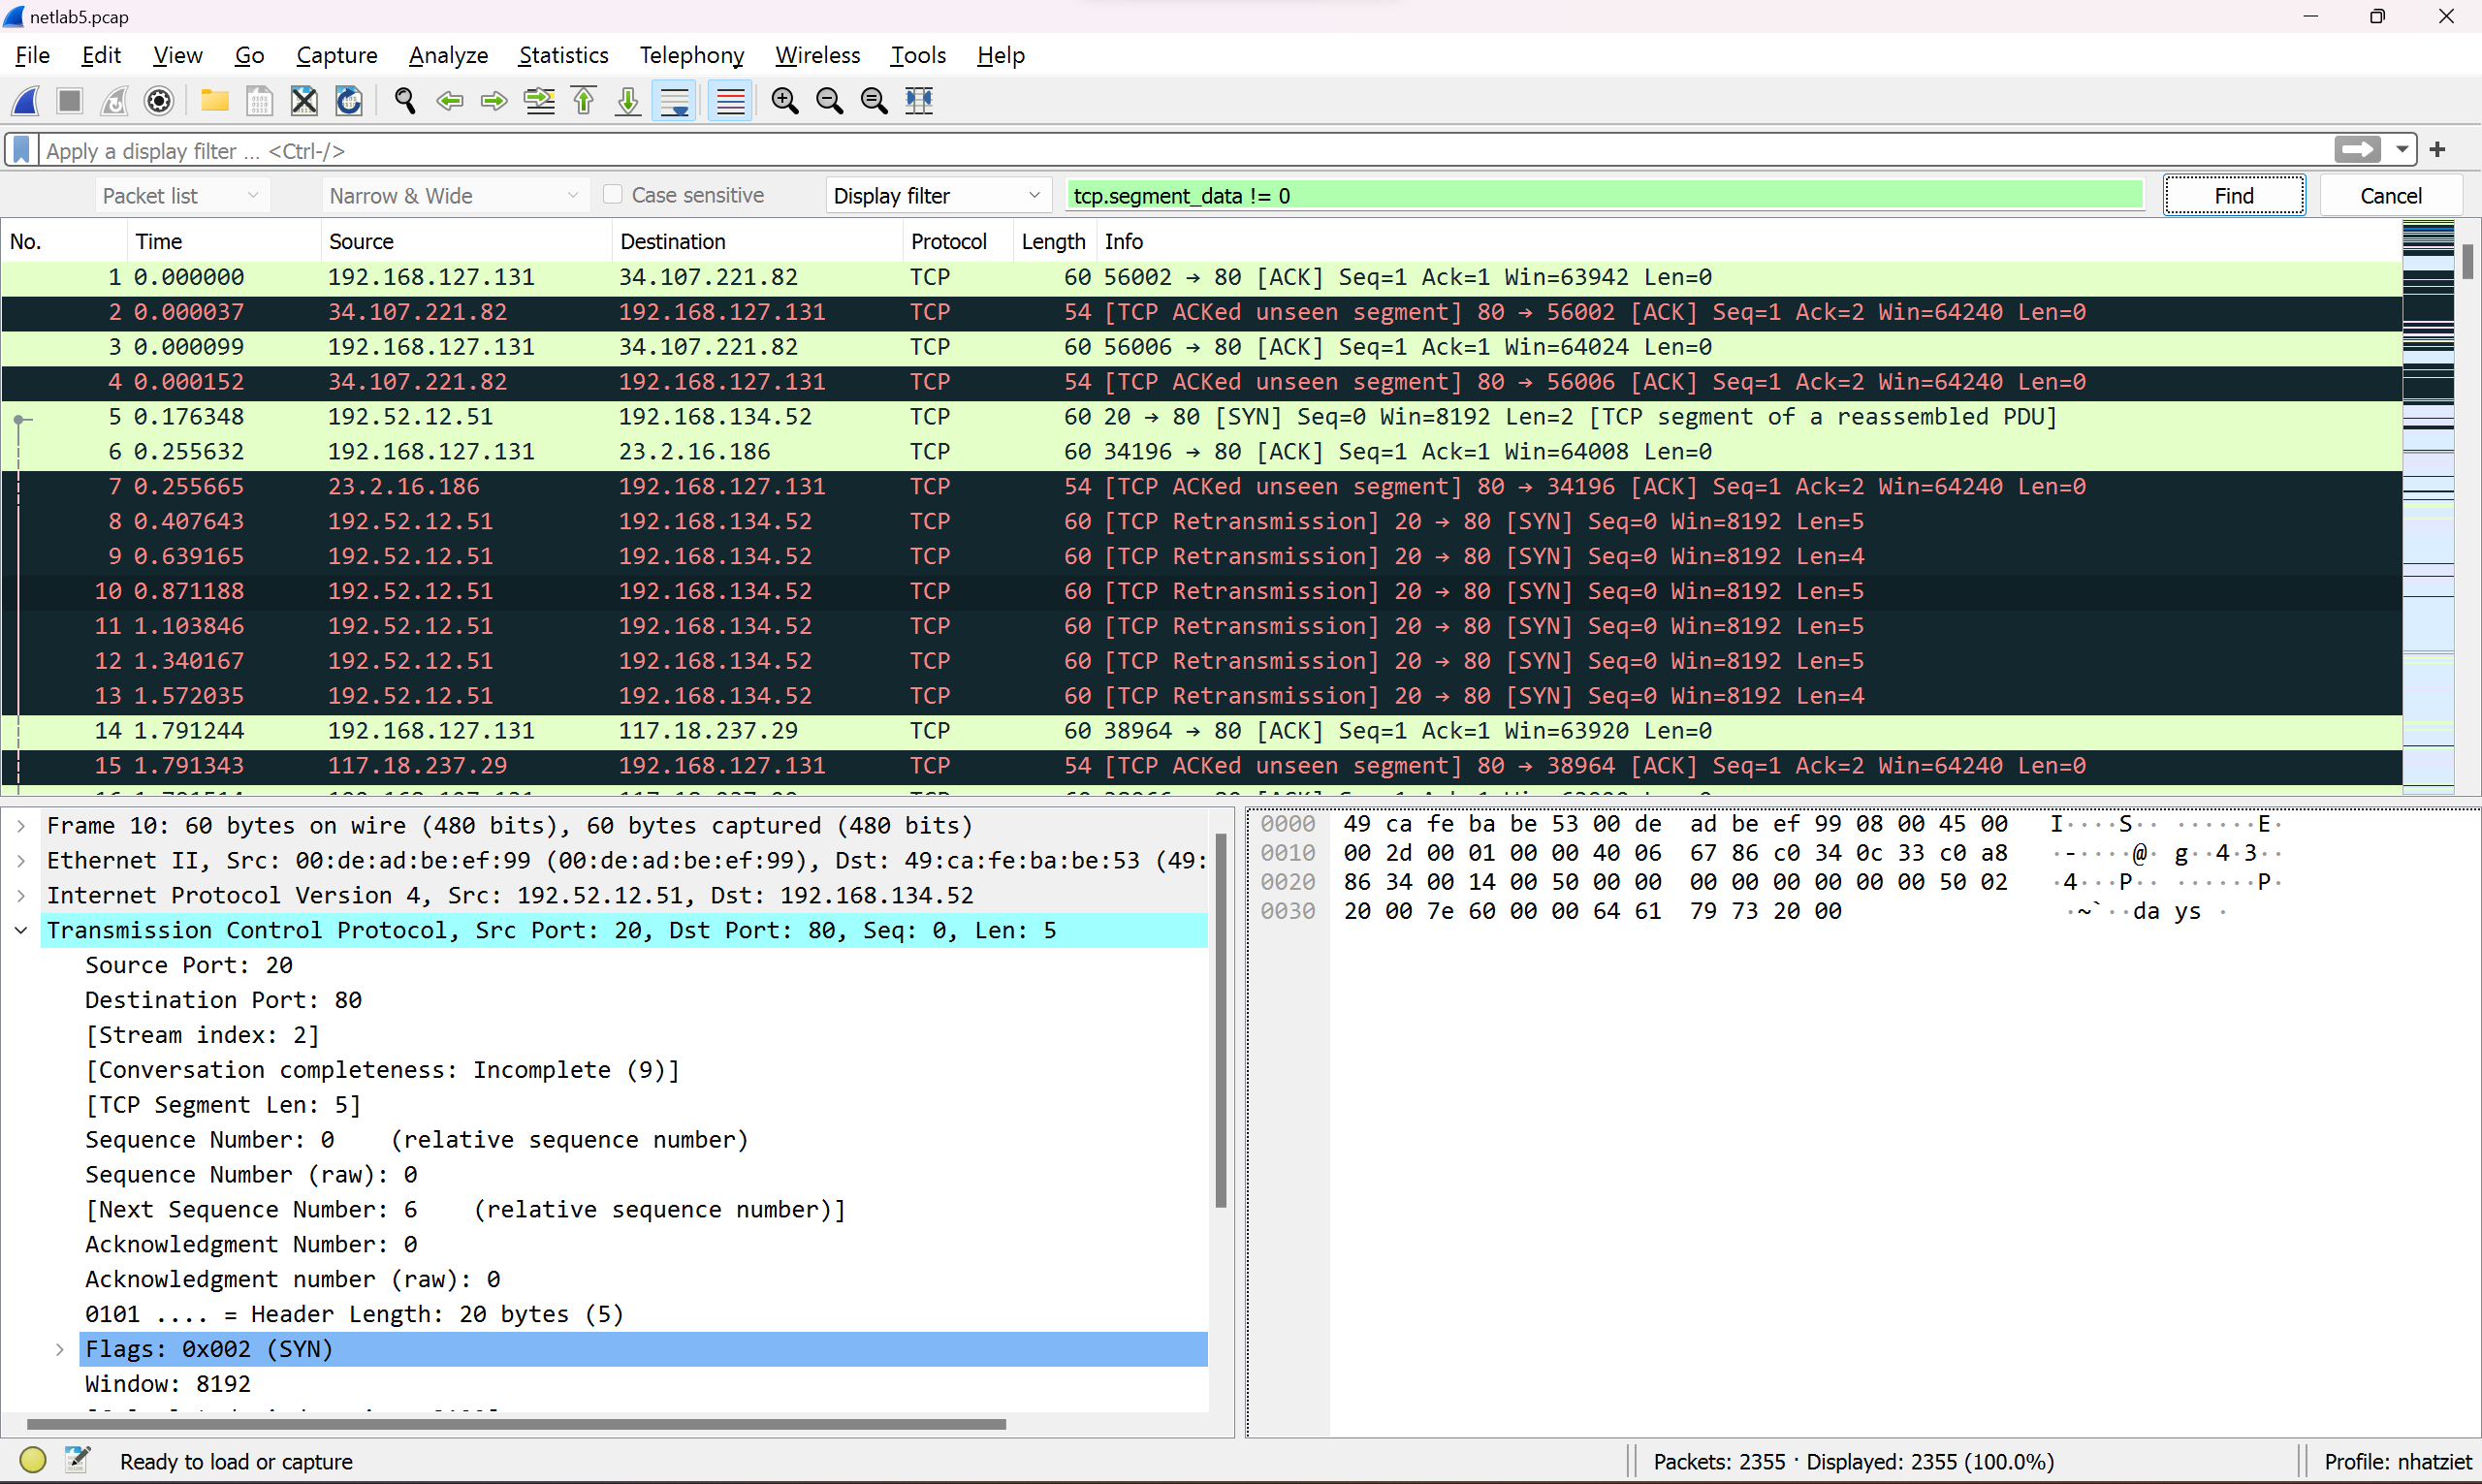 netlab5.pcap
File Edit View Go Capture Analyze Statistics Telephony Wireless Tools Help
Apply a display filter ... <Ctrl-/>
Packet list Narrow & Wide Case sensitive Display filter tcp.segment_data != 0 Find Cancel
No. Time Source Destination Protocol Length Info
1 0.000000 192.168.127.131 34.107.221.82 TCP 60 56002 → 80 [ACK] Seq=1 Ack=1 Win=63942 Len=0
2 0.000037 34.107.221.82 192.168.127.131 TCP 54 [TCP ACKed unseen segment] 80 → 56002 [ACK] Seq=1 Ack=2 Win=64240 Len=0
3 0.000099 192.168.127.131 34.107.221.82 TCP 60 56006 → 80 [ACK] Seq=1 Ack=1 Win=64024 Len=0
4 0.000152 34.107.221.82 192.168.127.131 TCP 54 [TCP ACKed unseen segment] 80 → 56006 [ACK] Seq=1 Ack=2 Win=64240 Len=0
5 0.176348 192.52.12.51 192.168.134.52 TCP 60 20 → 80 [SYN] Seq=0 Win=8192 Len=2 [TCP segment of a reassembled PDU]
6 0.255632 192.168.127.131 23.2.16.186 TCP 60 34196 → 80 [ACK] Seq=1 Ack=1 Win=64008 Len=0
7 0.255665 23.2.16.186 192.168.127.131 TCP 54 [TCP ACKed unseen segment] 80 → 34196 [ACK] Seq=1 Ack=2 Win=64240 Len=0
8 0.407643 192.52.12.51 192.168.134.52 TCP 60 [TCP Retransmission] 20 → 80 [SYN] Seq=0 Win=8192 Len=5
9 0.639165 192.52.12.51 192.168.134.52 TCP 60 [TCP Retransmission] 20 → 80 [SYN] Seq=0 Win=8192 Len=4
10 0.871188 192.52.12.51 192.168.134.52 TCP 60 [TCP Retransmission] 20 → 80 [SYN] Seq=0 Win=8192 Len=5
11 1.103846 192.52.12.51 192.168.134.52 TCP 60 [TCP Retransmission] 20 → 80 [SYN] Seq=0 Win=8192 Len=5
12 1.340167 192.52.12.51 192.168.134.52 TCP 60 [TCP Retransmission] 20 → 80 [SYN] Seq=0 Win=8192 Len=5
13 1.572035 192.52.12.51 192.168.134.52 TCP 60 [TCP Retransmission] 20 → 80 [SYN] Seq=0 Win=8192 Len=4
14 1.791244 192.168.127.131 117.18.237.29 TCP 60 38964 → 80 [ACK] Seq=1 Ack=1 Win=63920 Len=0
15 1.791343 117.18.237.29 192.168.127.131 TCP 54 [TCP ACKed unseen segment] 80 → 38964 [ACK] Seq=1 Ack=2 Win=64240 Len=0
Frame 10: 60 bytes on wire (480 bits), 60 bytes captured (480 bits)
Ethernet II, Src: 00:de:ad:be:ef:99 (00:de:ad:be:ef:99), Dst: 49:ca:fe:ba:be:53 (49:
Internet Protocol Version 4, Src: 192.52.12.51, Dst: 192.168.134.52
Transmission Control Protocol, Src Port: 20, Dst Port: 80, Seq: 0, Len: 5
Source Port: 20
Destination Port: 80
[Stream index: 2]
[Conversation completeness: Incomplete (9)]
[TCP Segment Len: 5]
Sequence Number: 0 (relative sequence number)
Sequence Number (raw): 0
[Next Sequence Number: 6 (relative sequence number)]
Acknowledgment Number: 0
Acknowledgment number (raw): 0
0101 .... = Header Length: 20 bytes (5)
Flags: 0x002 (SYN)
Window: 8192
0000 49 ca fe ba be 53 00 de ad be ef 99 08 00 45 00 I····S·· ······E·
0010 00 2d 00 01 00 00 40 06 67 86 c0 34 0c 33 c0 a8 ·-····@· g··4·3··
0020 86 34 00 14 00 50 00 00 00 00 00 00 00 00 50 02 ·4···P·· ······P·
0030 20 00 7e 60 00 00 64 61 79 73 20 00 ·~`··da ys ·
Ready to load or capture
Packets: 2355 · Displayed: 2355 (100.0%)
Profile: nhatziet